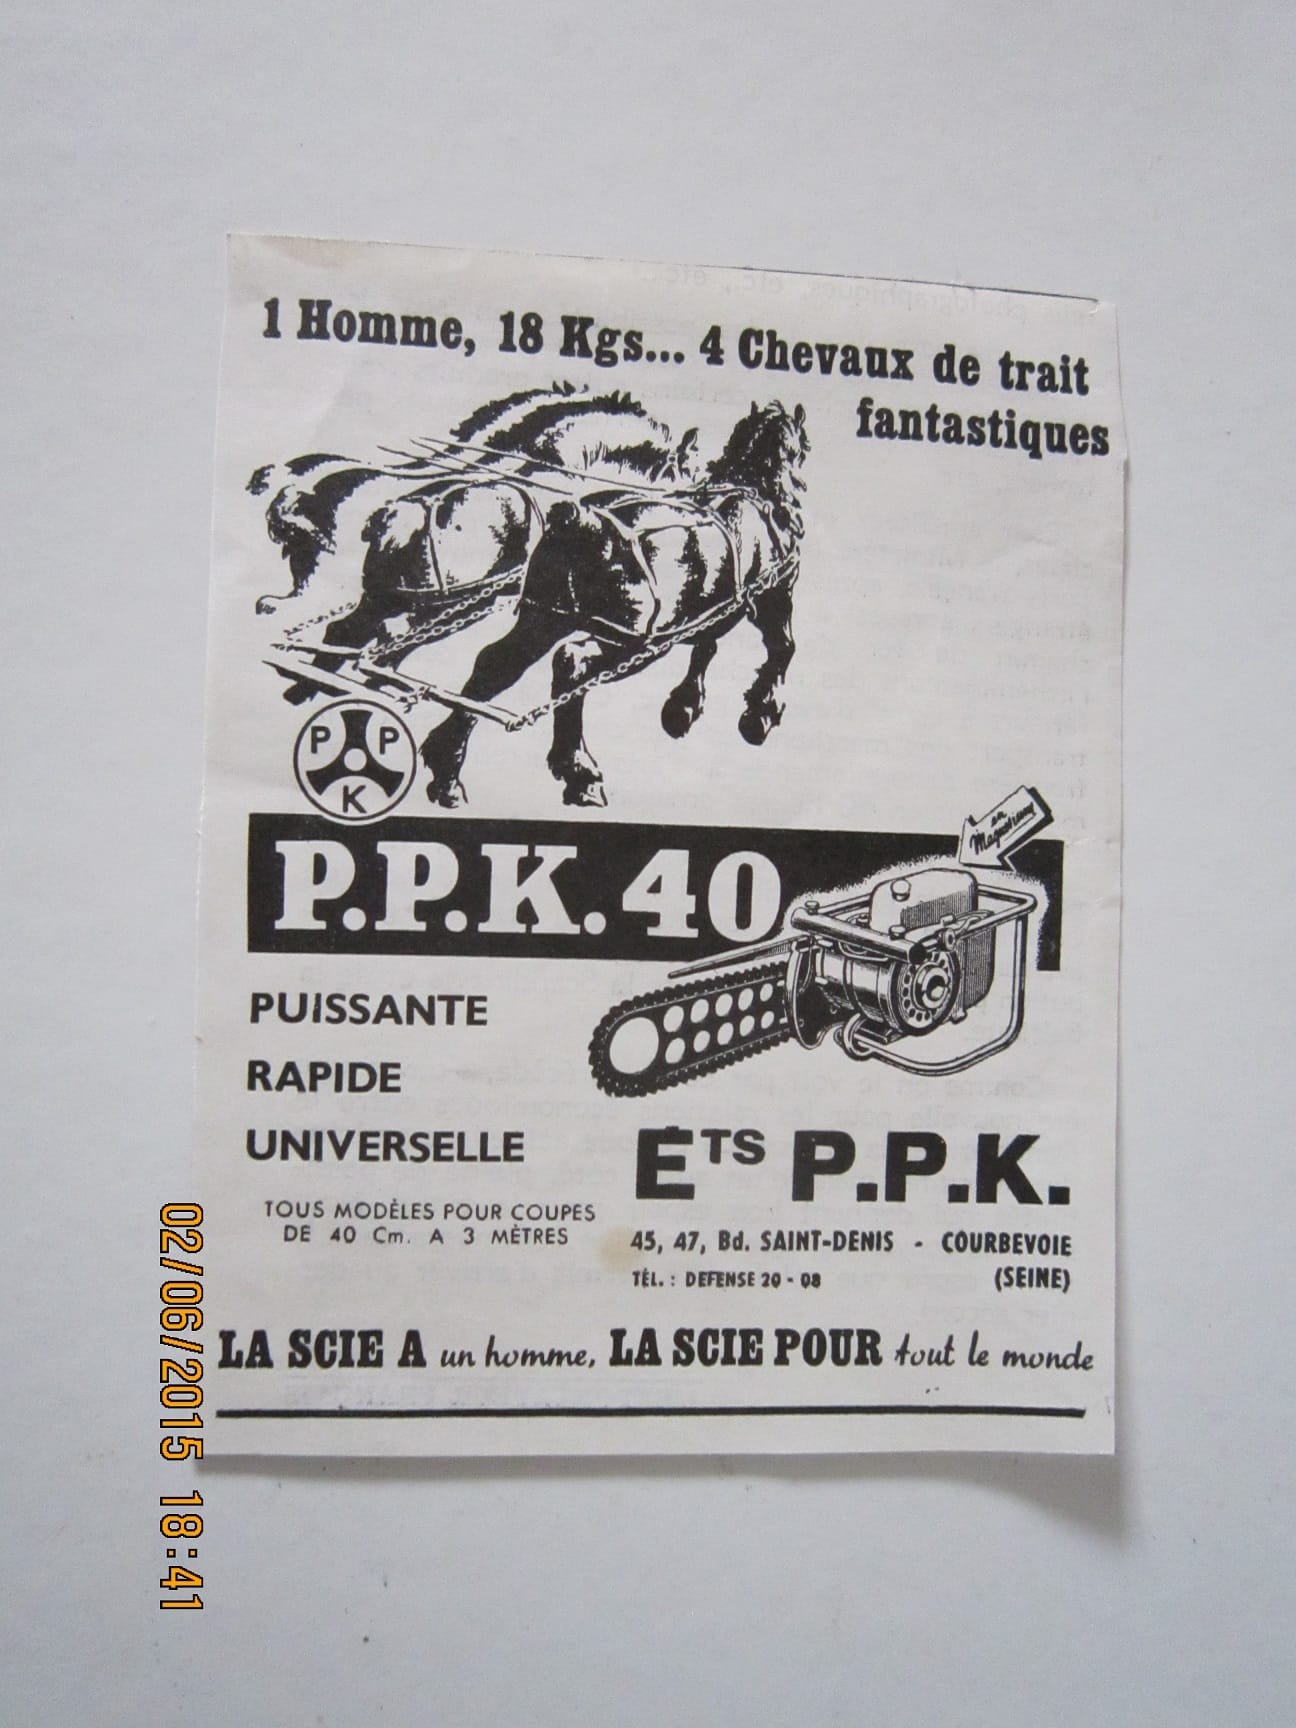 1 Homme, 18 Kgs... 4 Chevaux de trait
fantastiques
P P
K
en
P.P.K. 40
PUISSANTE
RAPIDE
UNIVERSELLE
TOUS MODÈLES POUR COUPES
DE 40 Cm. A 3 MÈTRES
ÉTS P.P.K.
45, 47, Bd. SAINT-DENIS - COURBEVOIE
TÉL. : DEFENSE 20 - 08 (SEINE)
LA SCIE A un homme, LA SCIE POUR tout le monde
02/06/2015 18:41